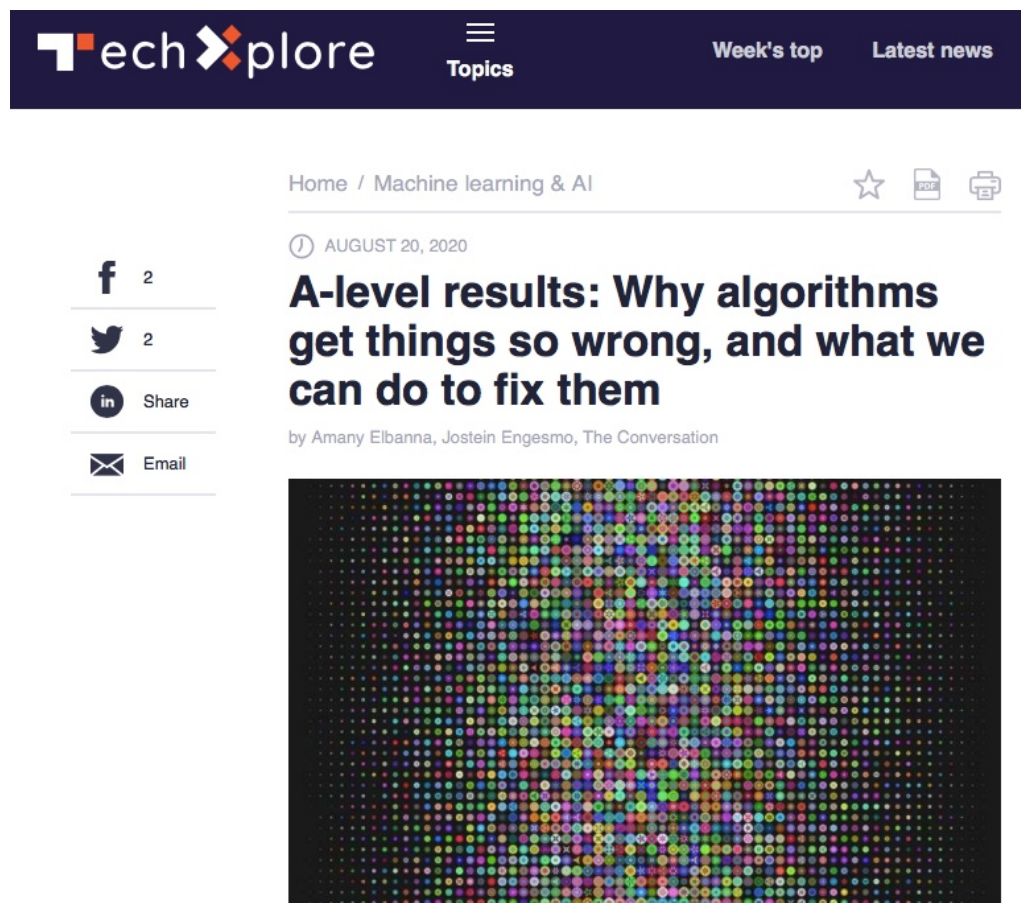 TechXplore
Topics
Week's top
Latest news
Home / Machine learning & AI
PDF
AUGUST 20, 2020
A-level results: Why algorithms
get things so wrong, and what we
can do to fix them
by Amany Elbanna, Jostein Engesmo, The Conversation
f 2
2
in Share
Email